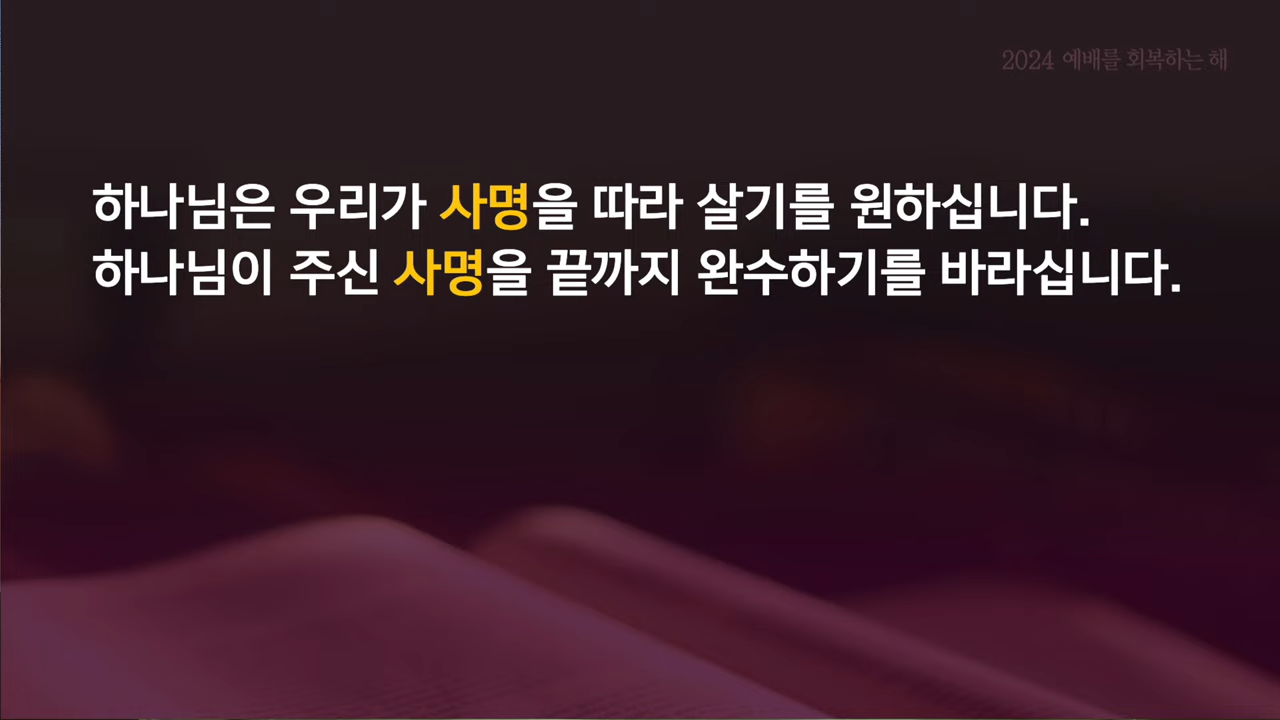 2024 예배를 회복하는 해
하나님은 우리가 사명을 따라 살기를 원하십니다.
하나님이 주신 사명을 끝까지 완수하기를 바라십니다.